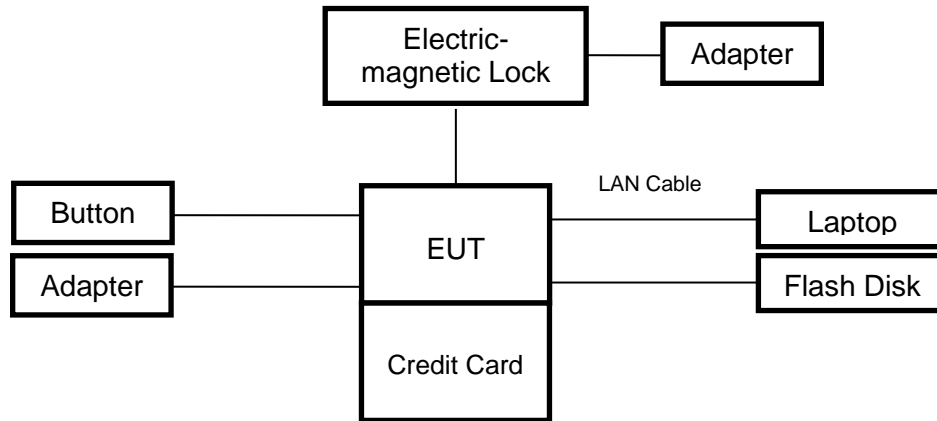 Electric-
magnetic Lock
Adapter
LAN Cable
Button
EUT
Laptop
Adapter
Flash Disk
Credit Card